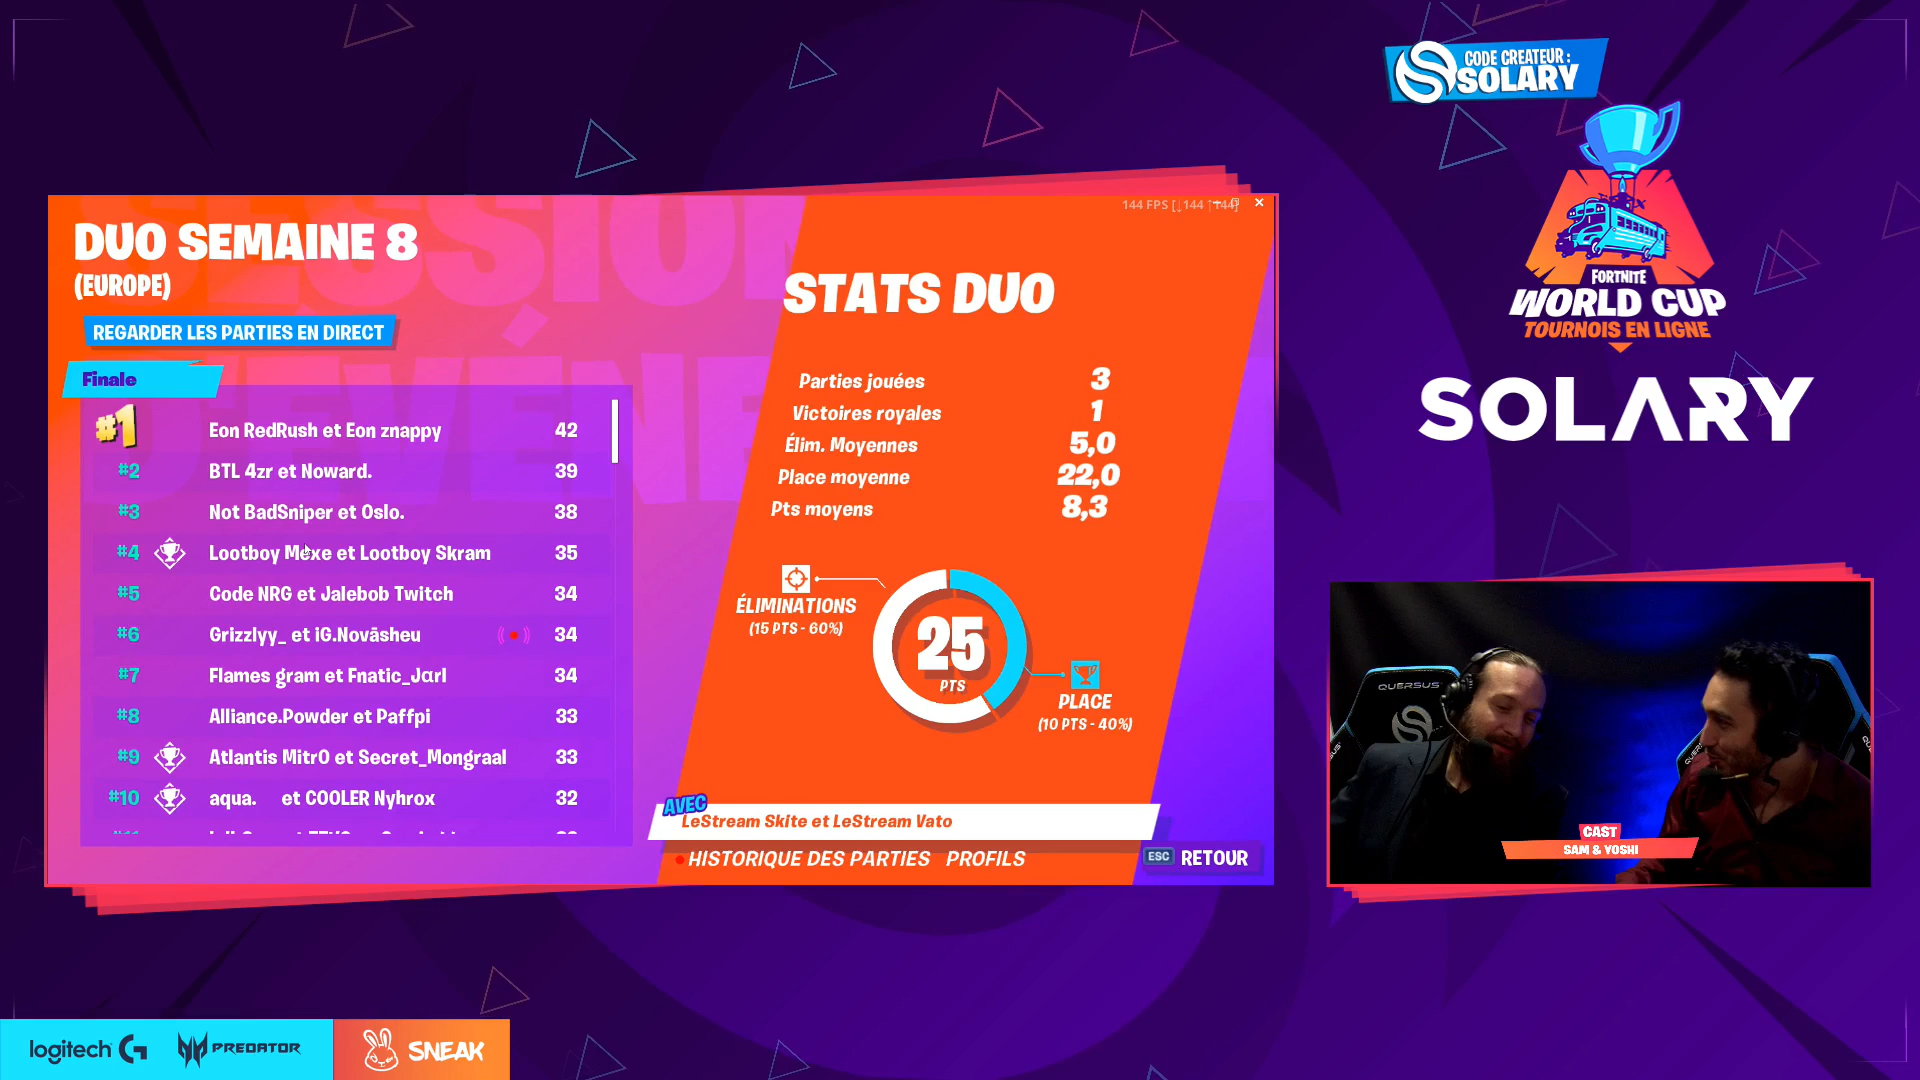 CODE CREATEUR :
SOLARY
FORTNITE
WORLD CUP
TOURNOIS EN LIGNE
SOLARY
144 FPS [↓144 ↑144]
DUO SEMAINE 8
(EUROPE)
REGARDER LES PARTIES EN DIRECT
Finale
#1 Eon RedRush et Eon znappy 42
#2 BTL 4zr et Noward. 39
#3 Not BadSniper et Oslo. 38
#4 Lootboy Mexe et Lootboy Skram 35
#5 Code NRG et Jalebob Twitch 34
#6 Grizzlyy_ et iG.Novāsheu 34
#7 Flames gram et Fnatic_Jαrl 34
#8 Alliance.Powder et Paffpi 33
#9 Atlantis Mitr0 et Secret_Mongraal 33
#10 aqua. et COOLER Nyhrox 32
STATS DUO
Parties jouées 3
Victoires royales 1
Élim. Moyennes 5,0
Place moyenne 22,0
Pts moyens 8,3
ÉLIMINATIONS
(15 PTS - 60%)
25
PTS
PLACE
(10 PTS - 40%)
AVEC
LeStream Skite et LeStream Vato
HISTORIQUE DES PARTIES PROFILS
ESC RETOUR
QUERSUS
CAST
SAM & YOSHI
logitech G
PREDATOR
SNEAK